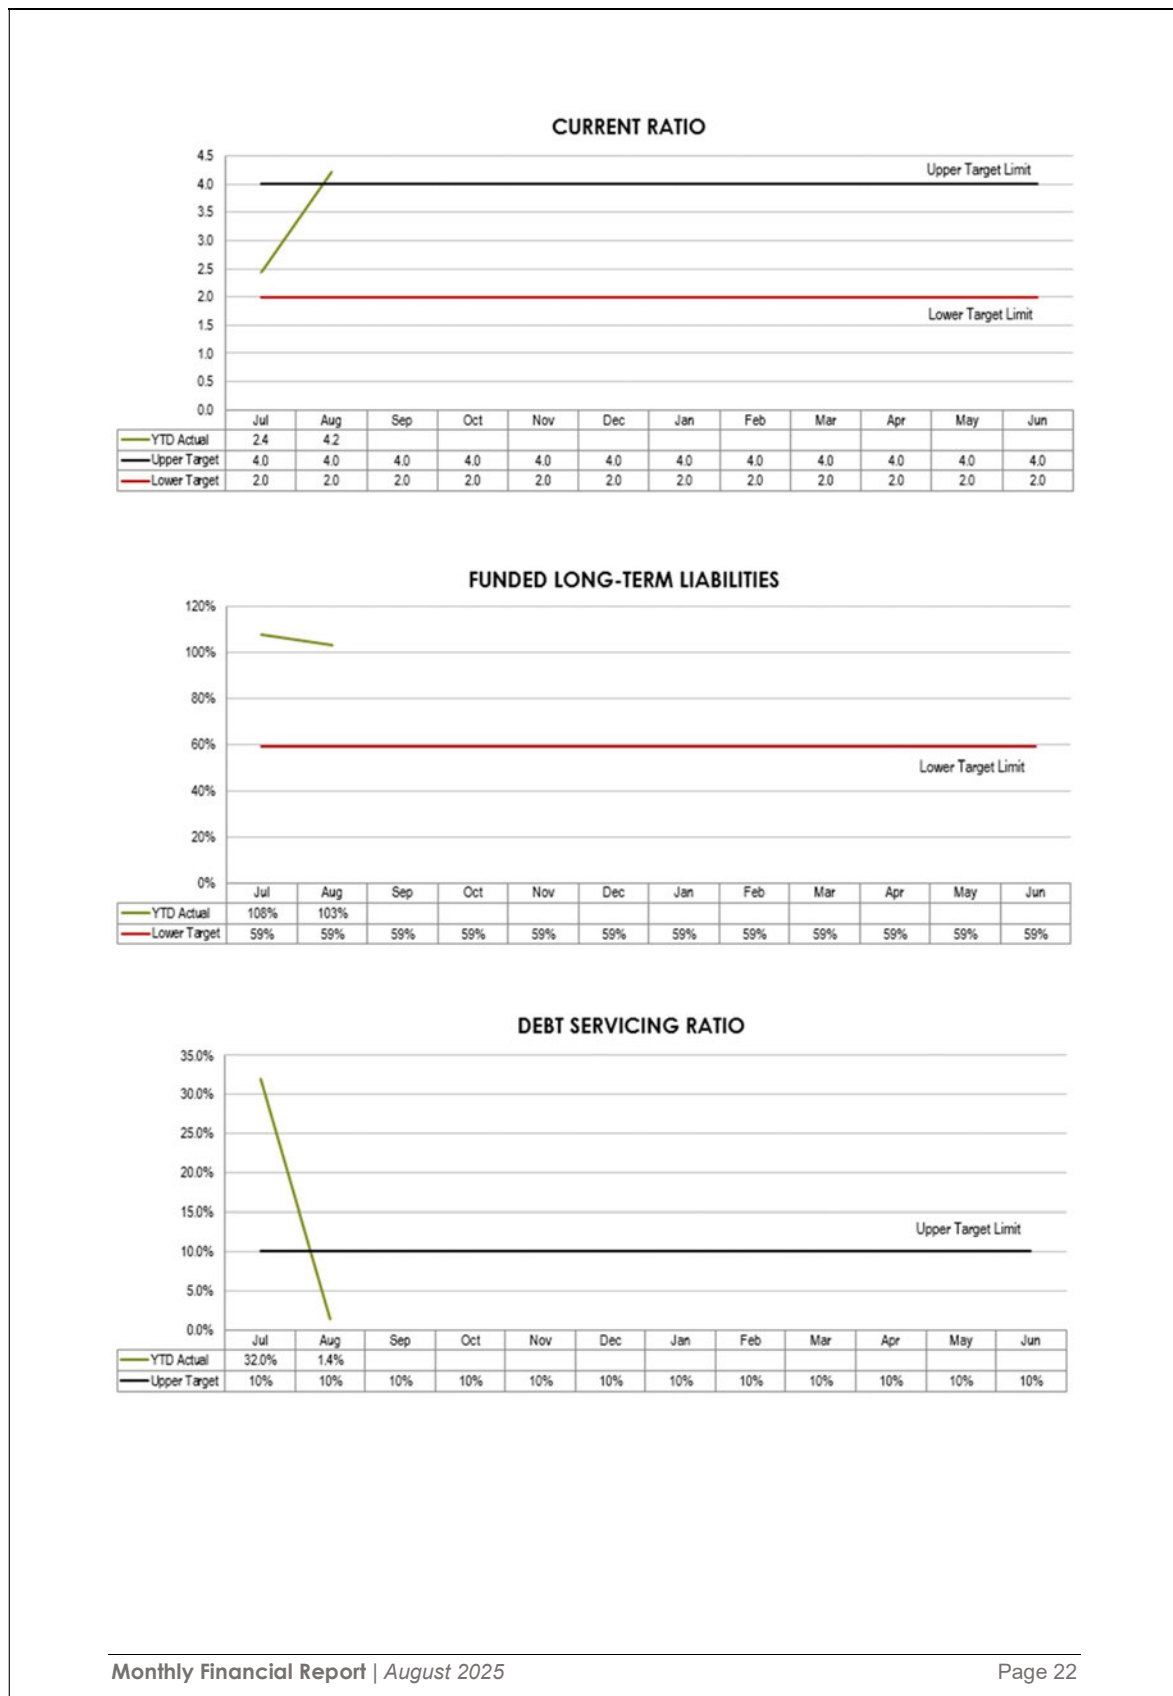 CURRENT RATIO
4.5
Upper Target Limit
4.0
3.5
3.0
2.5
2.0
Lower Target Limit
1.5
1.0
0.5
0.0
Jul Aug Sep Oct Nov Dec Jan Feb Mar Apr May Jun
YTD Actual 2.4 4.2
Upper Target 4.0 4.0 4.0 4.0 4.0 4.0 4.0 4.0 4.0 4.0 4.0 4.0
Lower Target 2.0 2.0 2.0 2.0 2.0 2.0 2.0 2.0 2.0 2.0 2.0 2.0
FUNDED LONG-TERM LIABILITIES
120%
100%
80%
60%
Lower Target Limit
40%
20%
0%
Jul Aug Sep Oct Nov Dec Jan Feb Mar Apr May Jun
YTD Actual 108% 103%
Lower Target 59% 59% 59% 59% 59% 59% 59% 59% 59% 59% 59% 59%
DEBT SERVICING RATIO
35.0%
30.0%
25.0%
20.0%
15.0%
Upper Target Limit
10.0%
5.0%
0.0%
Jul Aug Sep Oct Nov Dec Jan Feb Mar Apr May Jun
YTD Actual 32.0% 1.4%
Upper Target 10% 10% 10% 10% 10% 10% 10% 10% 10% 10% 10% 10%
Monthly Financial Report | August 2025 Page 22